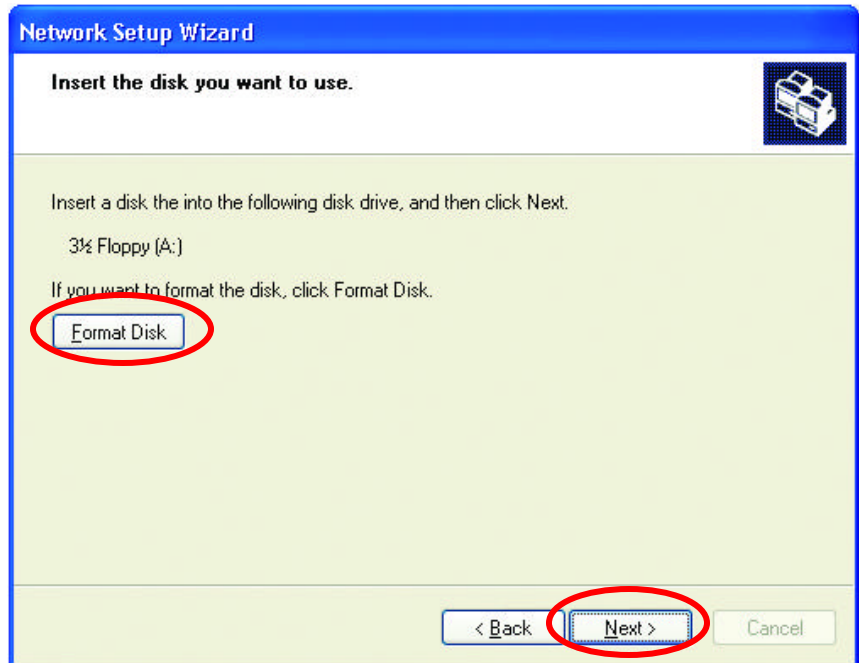 Network Setup Wizard
Insert the disk you want to use.
Insert a disk the into the following disk drive, and then click Next.
3½ Floppy (A:)
If you want to format the disk, click Format Disk.
Format Disk
< Back Next > Cancel